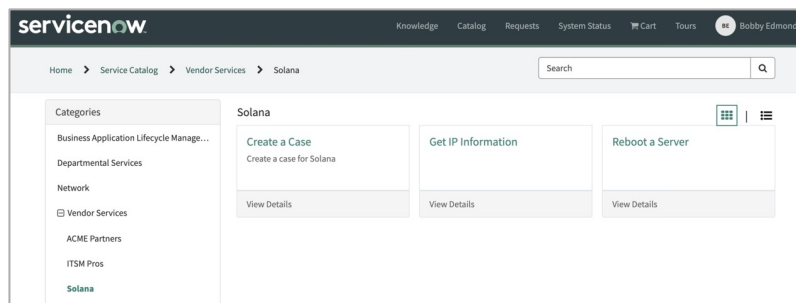 servicenow
Knowledge Catalog Requests System Status Cart Tours BE Bobby Edmond
Home > Service Catalog > Vendor Services > Solana
Search
Categories
Business Application Lifecycle Manage...
Departmental Services
Network
Vendor Services
ACME Partners
ITSM Pros
Solana
Solana
Create a Case
Create a case for Solana
View Details
Get IP Information
View Details
Reboot a Server
View Details